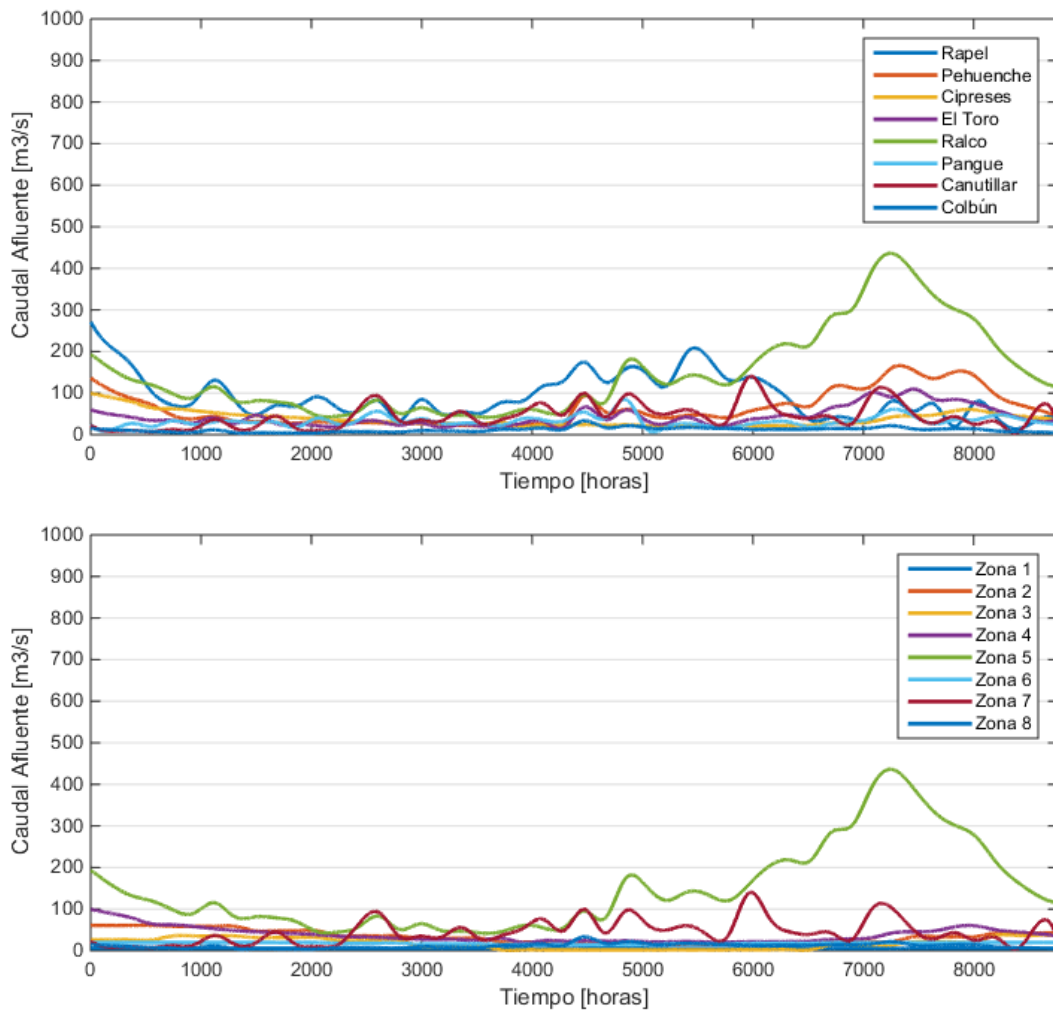 1000
900
800
700
600
500
400
300
200
100
0
Caudal Afluente [m3/s]
Rapel
Pehuenche
Cipreses
El Toro
Ralco
Pangue
Canutillar
Colbún
0 1000 2000 3000 4000 5000 6000 7000 8000
Tiempo [horas]
1000
900
800
700
600
500
400
300
200
100
0
Caudal Afluente [m3/s]
Zona 1
Zona 2
Zona 3
Zona 4
Zona 5
Zona 6
Zona 7
Zona 8
0 1000 2000 3000 4000 5000 6000 7000 8000
Tiempo [horas]